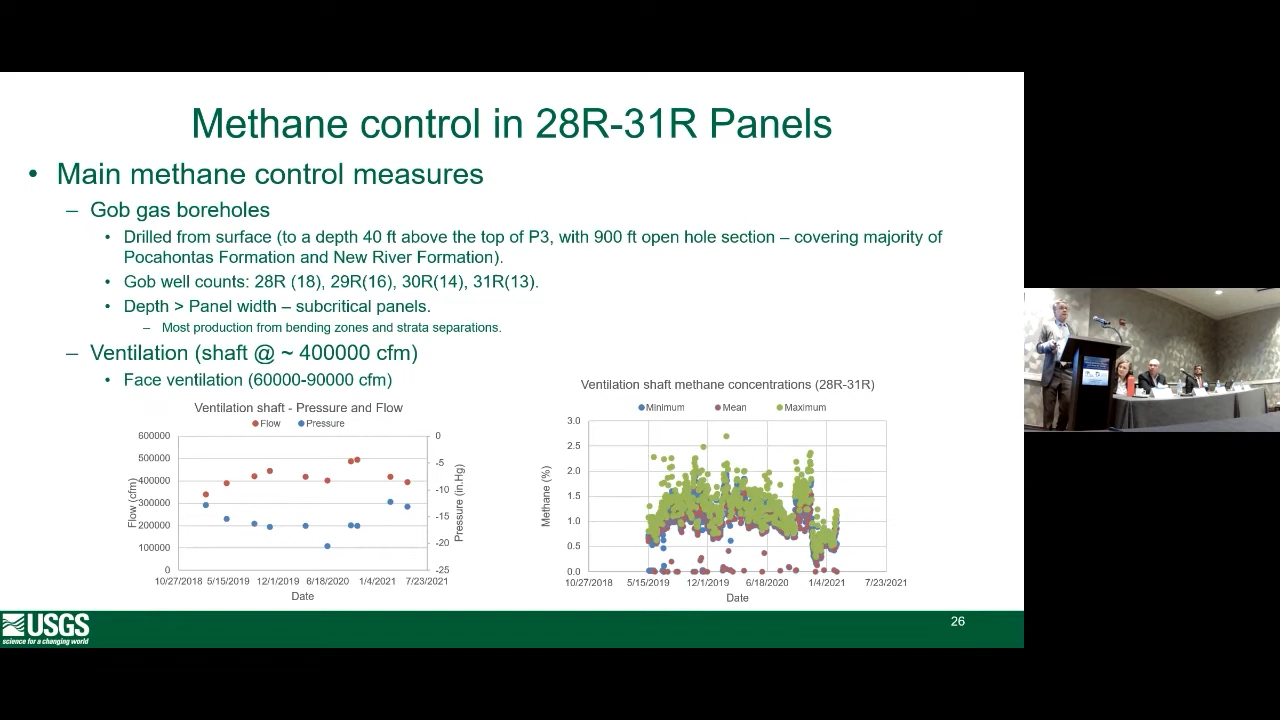 Methane control in 28R-31R Panels
• Main methane control measures
– Gob gas boreholes
• Drilled from surface (to a depth 40 ft above the top of P3, with 900 ft open hole section – covering majority of
Pocahontas Formation and New River Formation).
• Gob well counts: 28R (18), 29R(16), 30R(14), 31R(13).
• Depth > Panel width – subcritical panels.
– Most production from bending zones and strata separations.
– Ventilation (shaft @ ~ 400000 cfm)
• Face ventilation (60000-90000 cfm)
Ventilation shaft - Pressure and Flow
Flow Pressure
600000
500000
400000
300000
200000
100000
0
Flow (cfm)
0
-5
-10
-15
-20
-25
Pressure (in.Hg)
10/27/2018 5/15/2019 12/1/2019 6/18/2020 1/4/2021 7/23/2021
Date
Ventilation shaft methane concentrations (28R-31R)
Minimum Mean Maximum
3.0
2.5
2.0
1.5
1.0
0.5
0.0
Methane (%)
10/27/2018 5/15/2019 12/1/2019 6/18/2020 1/4/2021 7/23/2021
Date
USGS
science for a changing world
26